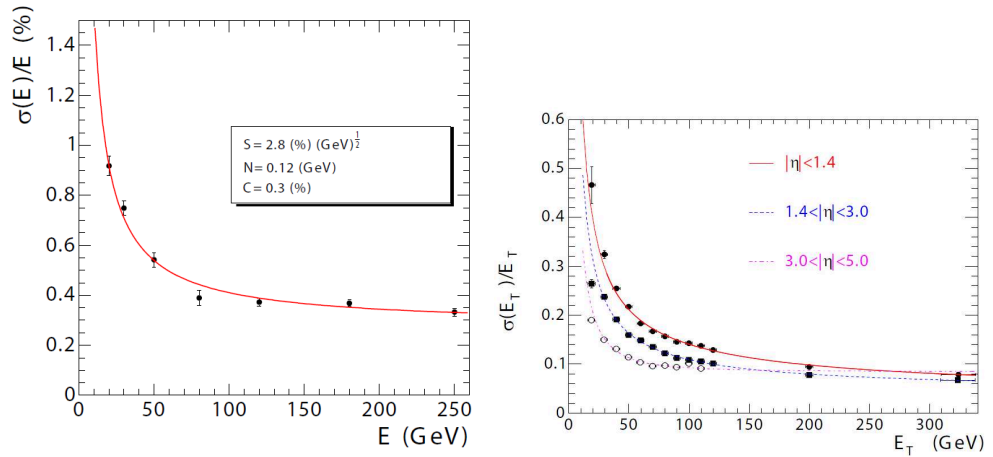 σ(E)/E (%)
1.4
1.2
1
0.8
0.6
0.4
0.2
0
S = 2.8 (%) (GeV)^{1/2}
N= 0.12 (GeV)
C = 0.3 (%)
0 50 100 150 200 250
E (GeV)
σ(E_T)/E_T
0.6
0.5
0.4
0.3
0.2
0.1
0
|η|<1.4
1.4<|η|<3.0
3.0<|η|<5.0
0 50 100 150 200 250 300
E_T (GeV)